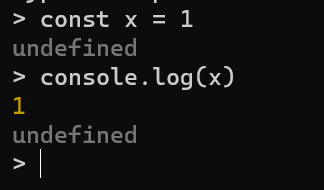 > const x = 1
undefined
> console.log(x)
1
undefined
>